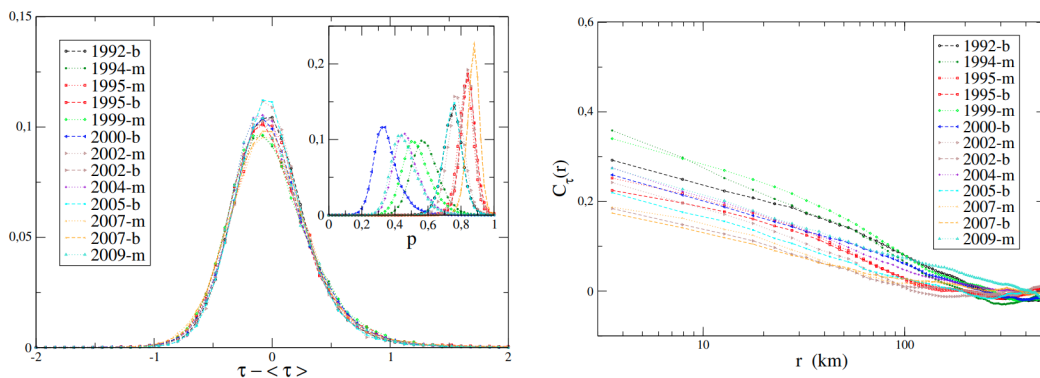 0,15
0,1
0,05
0
-2
-1
0
1
2
τ − < τ >
1992-b
1994-m
1995-m
1995-b
1999-m
2000-b
2002-m
2002-b
2004-m
2005-b
2007-m
2007-b
2009-m
0,2
0,1
0
0
0,2
0,4
0,6
0,8
1
p
0,6
0,4
0,2
0
Cτ(r)
10
100
r (km)
1992-b
1994-m
1995-m
1995-b
1999-m
2000-b
2002-m
2002-b
2004-m
2005-b
2007-m
2007-b
2009-m